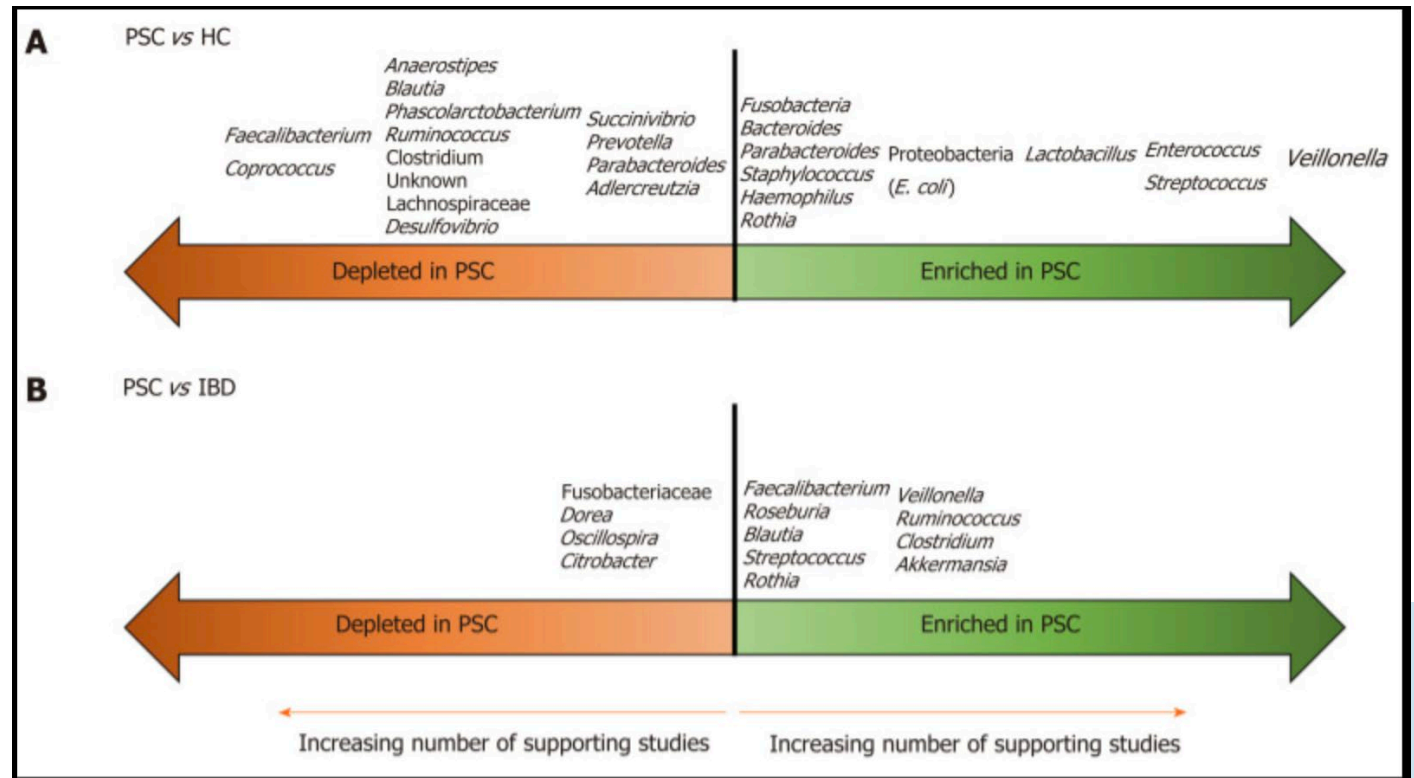 A
PSC vs HC
Faecalibacterium
Coprococcus
Anaerostipes
Blautia
Phascolarctobacterium
Ruminococcus
Clostridium
Unknown
Lachnospiraceae
Desulfovibrio
Succinivibrio
Prevotella
Parabacteroides
Adlercreutzia
Fusobacteria
Bacteroides
Parabacteroides
Staphylococcus
Haemophilus
Rothia
Proteobacteria
(E. coli)
Lactobacillus
Enterococcus
Streptococcus
Veillonella
Depleted in PSC
Enriched in PSC
B
PSC vs IBD
Fusobacteriaceae
Dorea
Oscillospira
Citrobacter
Faecalibacterium
Roseburia
Blautia
Streptococcus
Rothia
Veillonella
Ruminococcus
Clostridium
Akkermansia
Depleted in PSC
Enriched in PSC
Increasing number of supporting studies
Increasing number of supporting studies